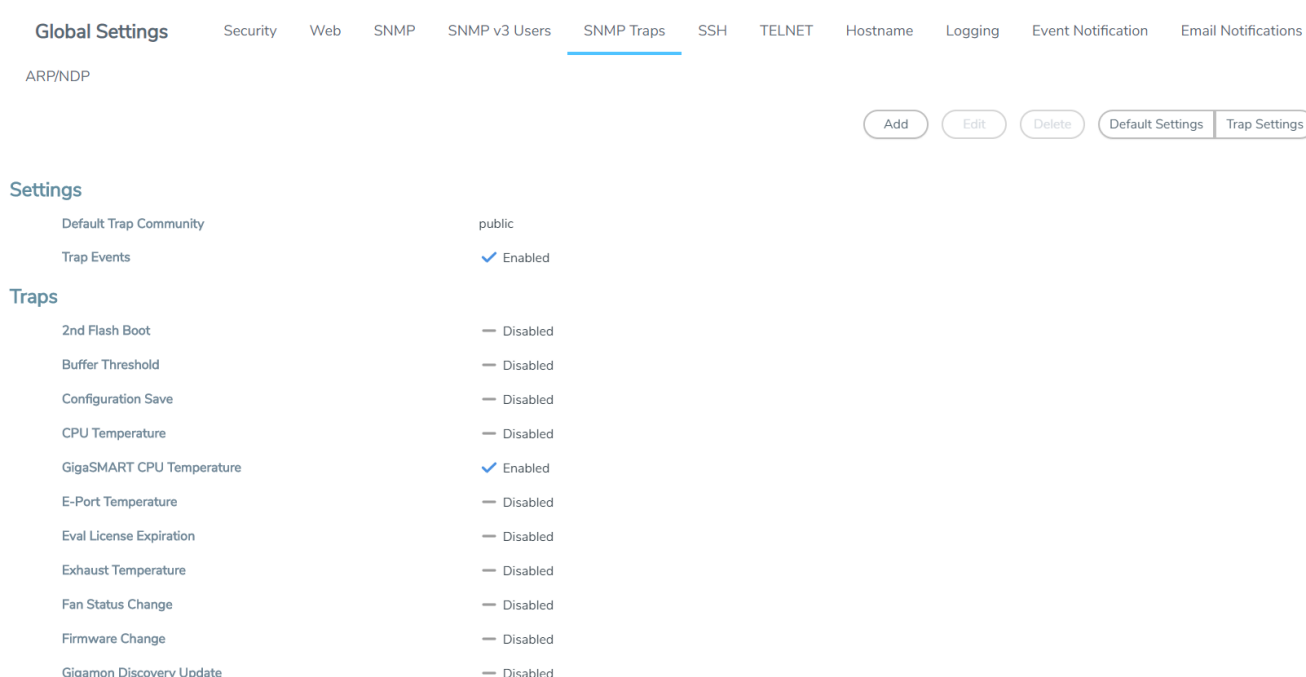 Global Settings Security Web SNMP SNMP v3 Users SNMP Traps SSH TELNET Hostname Logging Event Notification Email Notifications
ARP/NDP
Add Edit Delete Default Settings Trap Settings
Settings
Default Trap Community public
Trap Events Enabled
Traps
2nd Flash Boot Disabled
Buffer Threshold Disabled
Configuration Save Disabled
CPU Temperature Disabled
GigaSMART CPU Temperature Enabled
E-Port Temperature Disabled
Eval License Expiration Disabled
Exhaust Temperature Disabled
Fan Status Change Disabled
Firmware Change Disabled
Gigamon Discovery Update Disabled